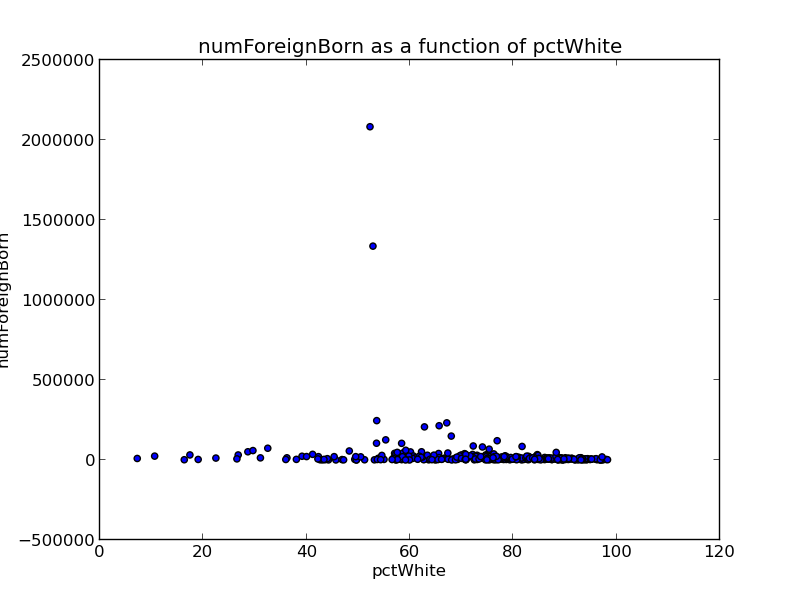 numForeignBorn as a function of pctWhite
2500000
2000000
1500000
1000000
500000
0
−500000
numForeignBorn
0 20 40 60 80 100 120
pctWhite